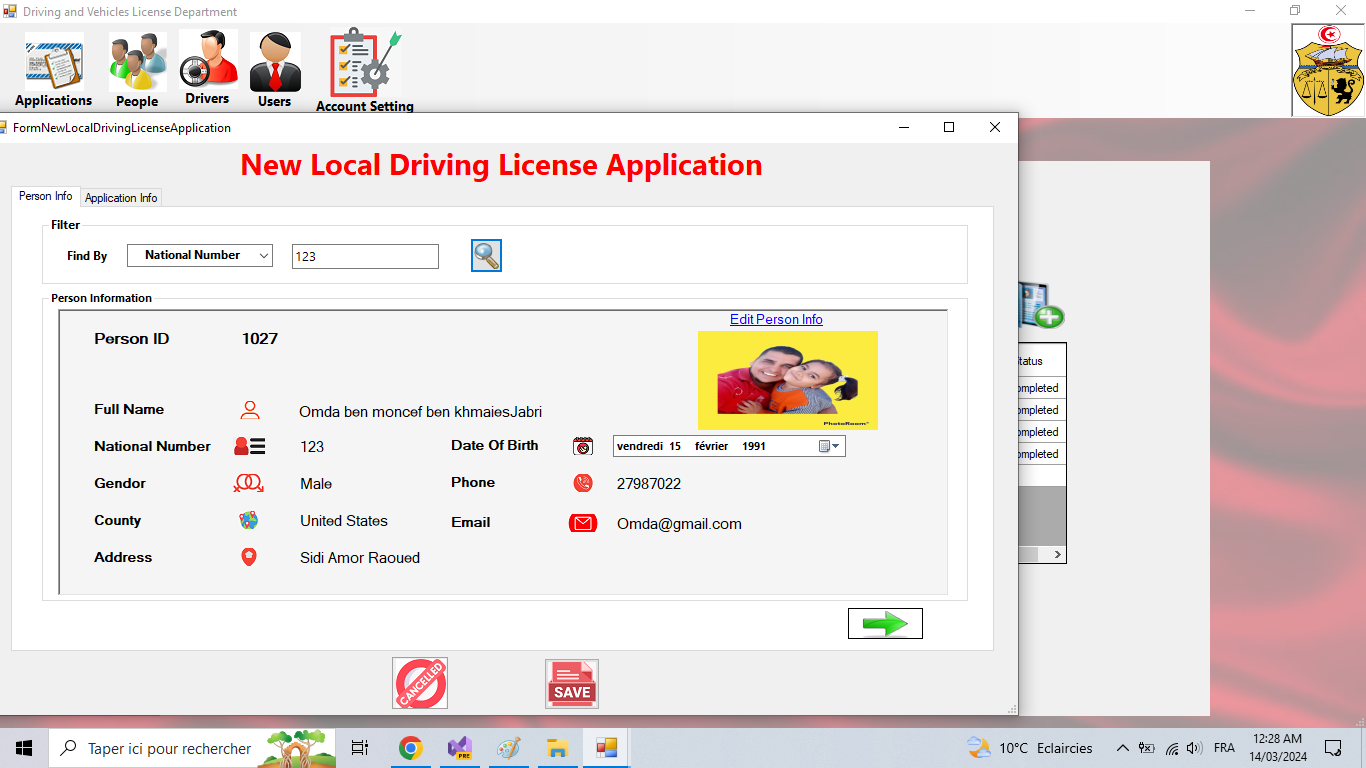 Driving and Vehicles License Department
Applications
People
Drivers
Users
Account Setting
FormNewLocalDrivingLicenseApplication
New Local Driving License Application
Person Info
Application Info
Filter
Find By
National Number
123
Person Information
Edit Person Info
Person ID
1027
PhotoRoom
Full Name
Omda ben moncef ben khmaiesJabri
National Number
123
Date Of Birth
vendredi 15 février 1991
Gendor
Male
Phone
27987022
County
United States
Email
Omda@gmail.com
Address
Sidi Amor Raoued
tatus
ompleted
ompleted
ompleted
ompleted
CANCELLED
SAVE
Taper ici pour rechercher
PRE
10°C Eclaircies
FRA
12:28 AM
14/03/2024